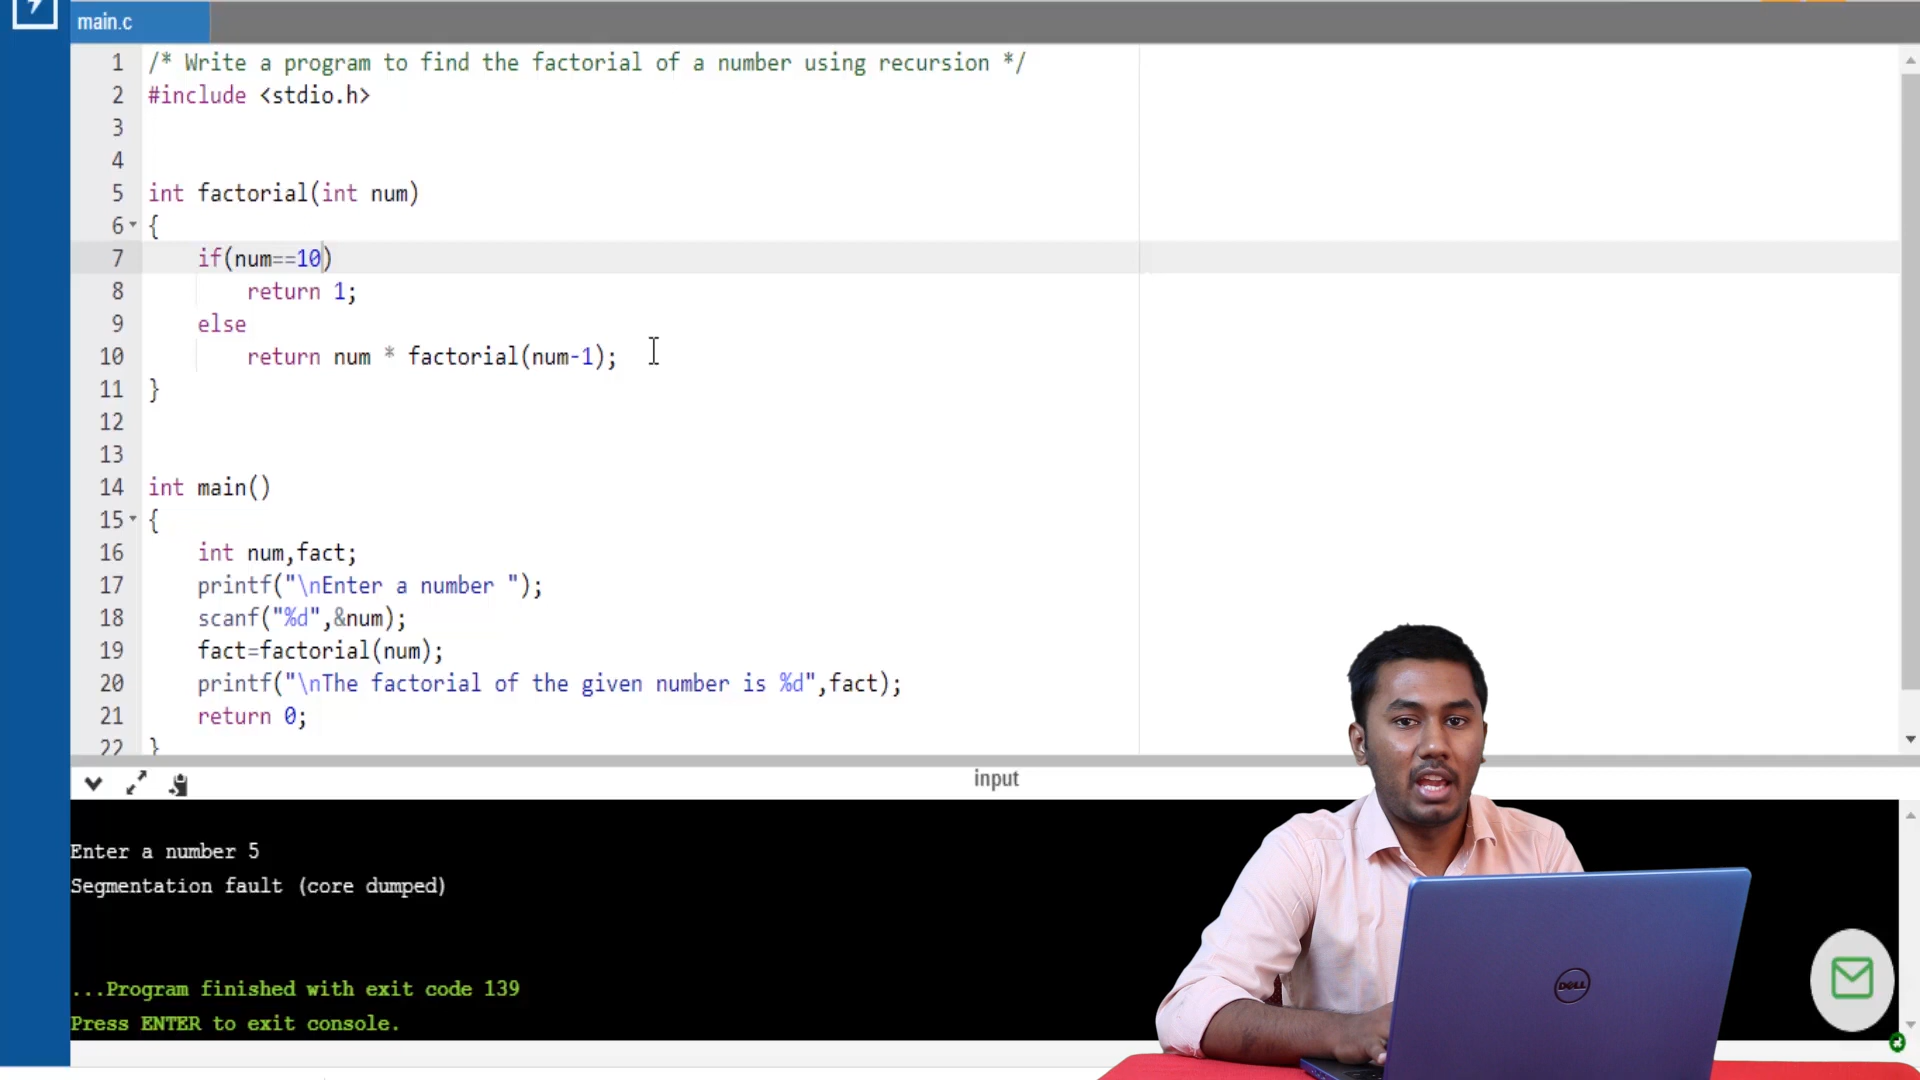 main.c
1 /* Write a program to find the factorial of a number using recursion */
2 #include <stdio.h>
3
4
5 int factorial(int num)
6 {
7 if(num==10)
8 return 1;
9 else
10 return num * factorial(num-1);
11 }
12
13
14 int main()
15 {
16 int num,fact;
17 printf("\nEnter a number ");
18 scanf("%d",&num);
19 fact=factorial(num);
20 printf("\nThe factorial of the given number is %d",fact);
21 return 0;
22 }
input
Enter a number 5
Segmentation fault (core dumped)
...Program finished with exit code 139
Press ENTER to exit console.
DELL